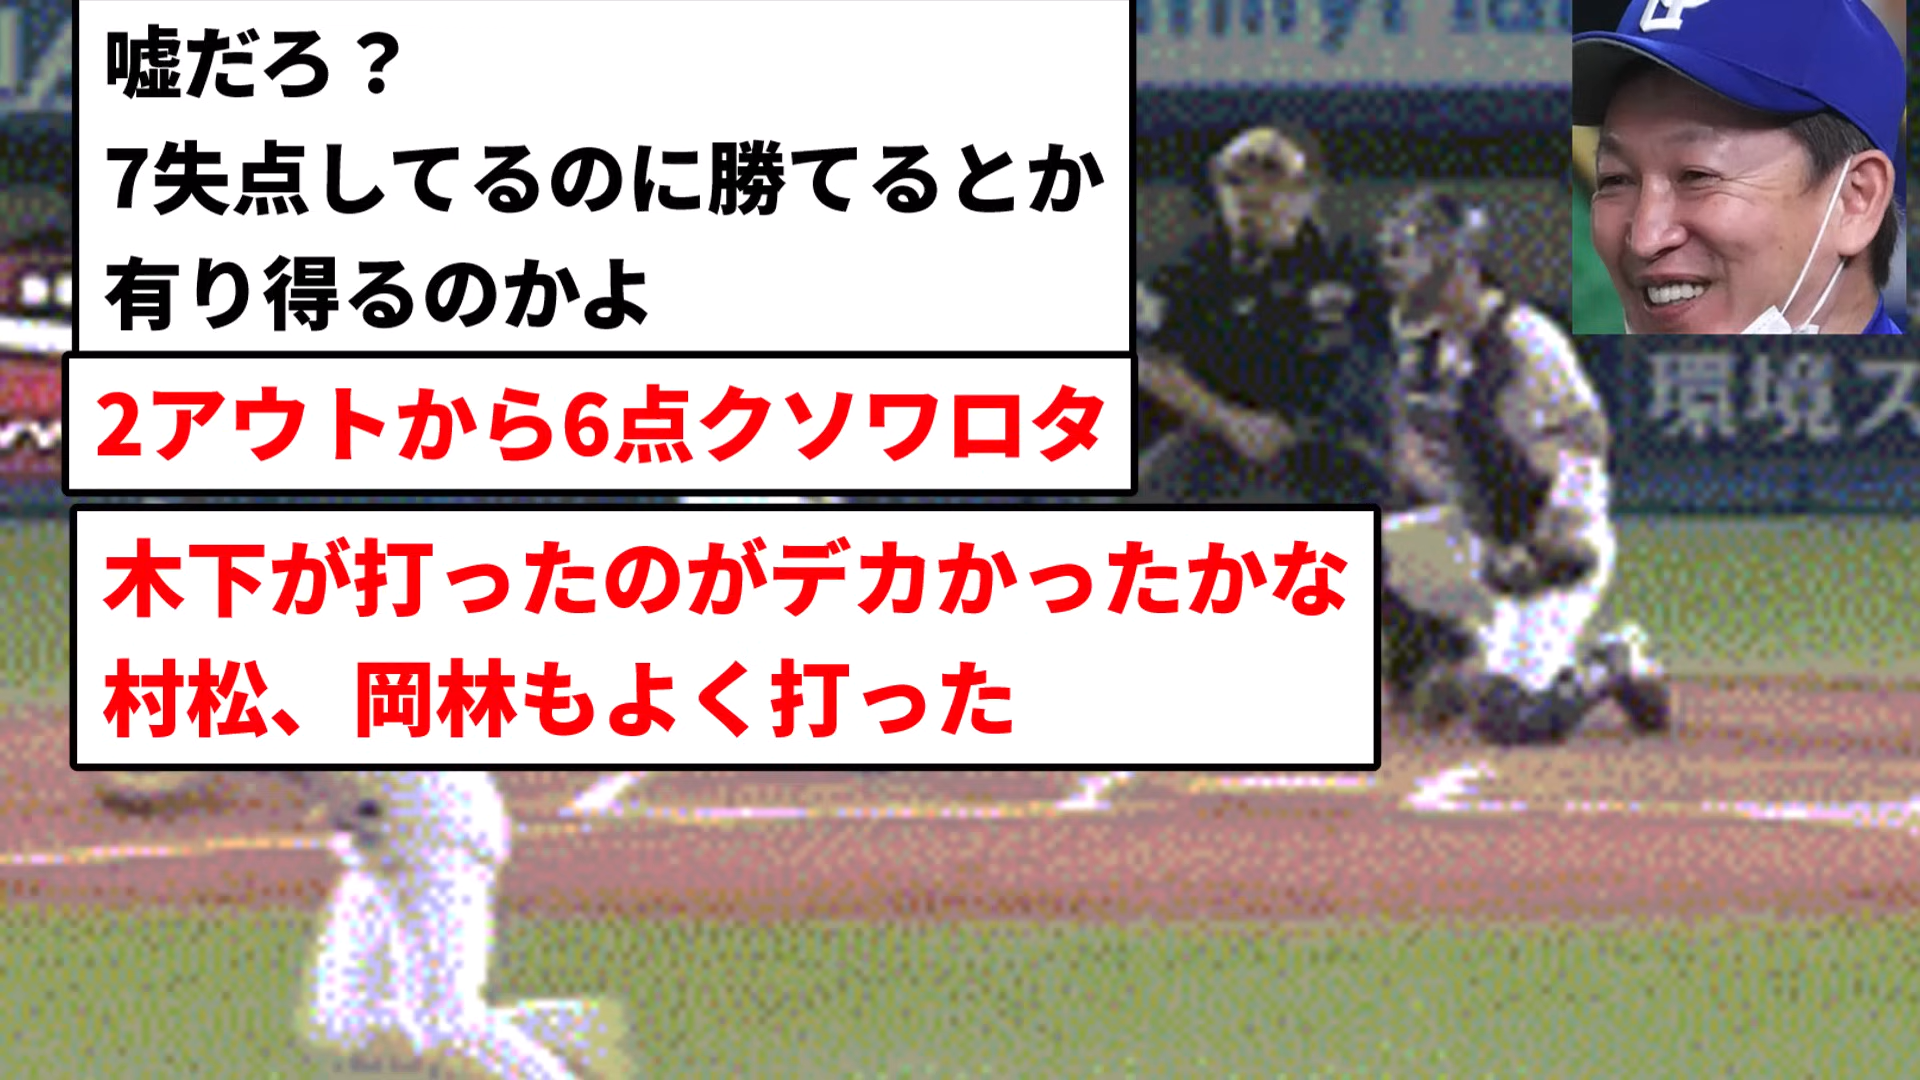 嘘だろ？
7失点してるのに勝てるとか
有り得るのかよ
2アウトから6点クソワロタ
環境ス
木下が打ったのがデカかったかな
村松、岡林もよく打った